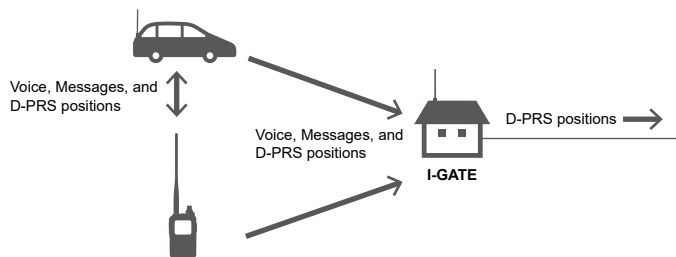 Voice, Messages, and
D-PRS positions
Voice, Messages, and
D-PRS positions
D-PRS positions
I-GATE